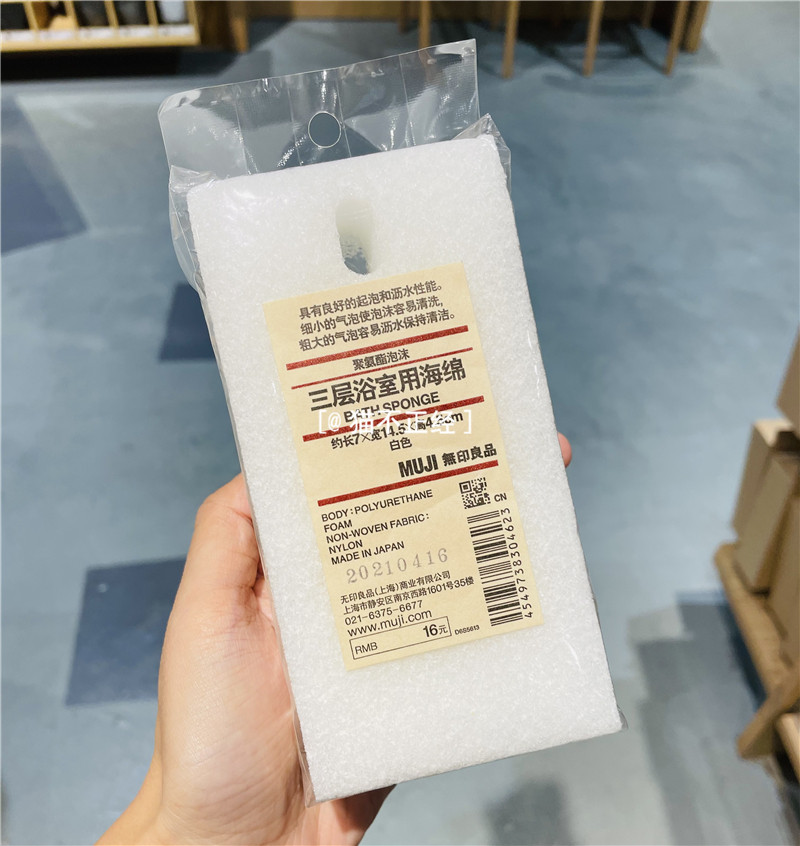 具有良好的起泡和沥水性能。
细小的气泡使泡沫容易清洗，
粗大的气泡容易沥水保持清洁。
聚氨酯泡沫
三层浴室用海绵
BATH SPONGE
[@猫不正经]
约长7×宽14.5×高4.5cm
白色
MUJI 無印良品
BODY : POLYURETHANE
FOAM
NON-WOVEN FABRIC :
NYLON
MADE IN JAPAN
CN
20210416
4549738304623
无印良品(上海)商业有限公司
上海市静安区南京西路1601号35楼
021-6375-6677
www.muji.com
RMB 16元
D6S5613